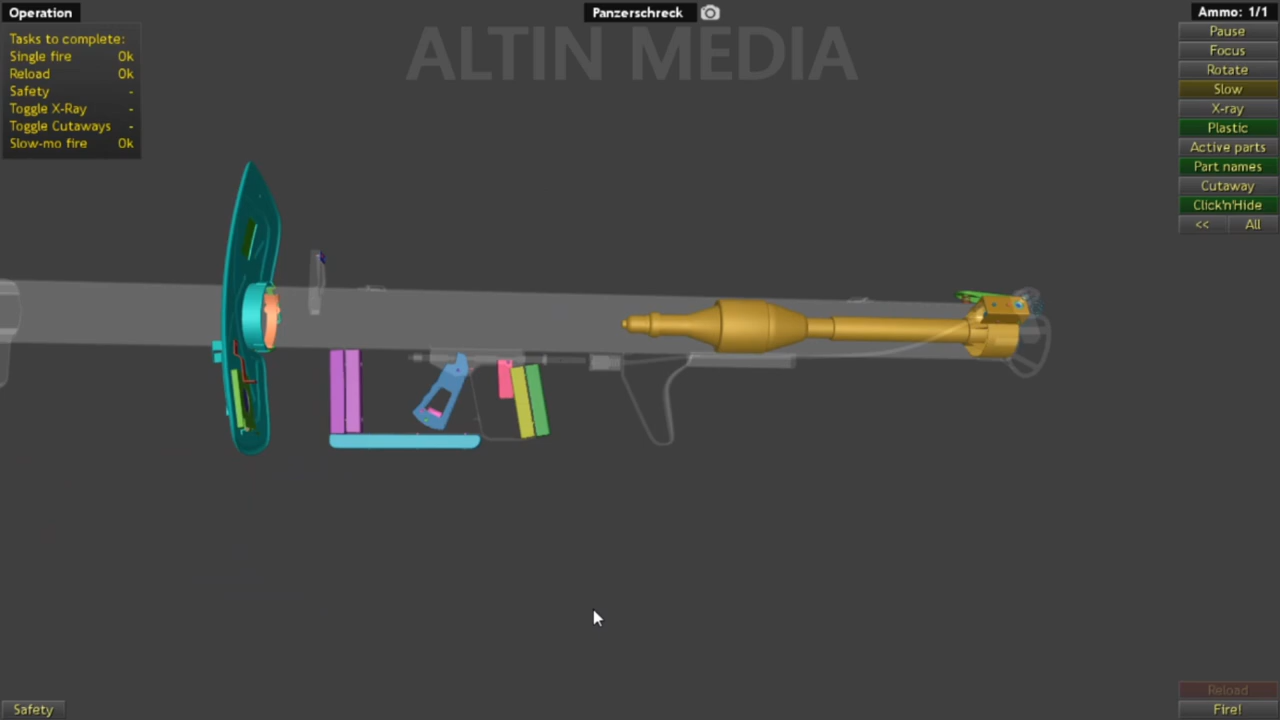 Operation
Panzerschreck
Ammo: 1/1
ALTIN MEDIA
Tasks to complete:
Single fire Ok
Reload Ok
Safety -
Toggle X-Ray -
Toggle Cutaways -
Slow-mo fire Ok
Pause
Focus
Rotate
Slow
X-ray
Plastic
Active parts
Part names
Cutaway
Click'n'Hide
<< All
Reload
Safety
Fire!